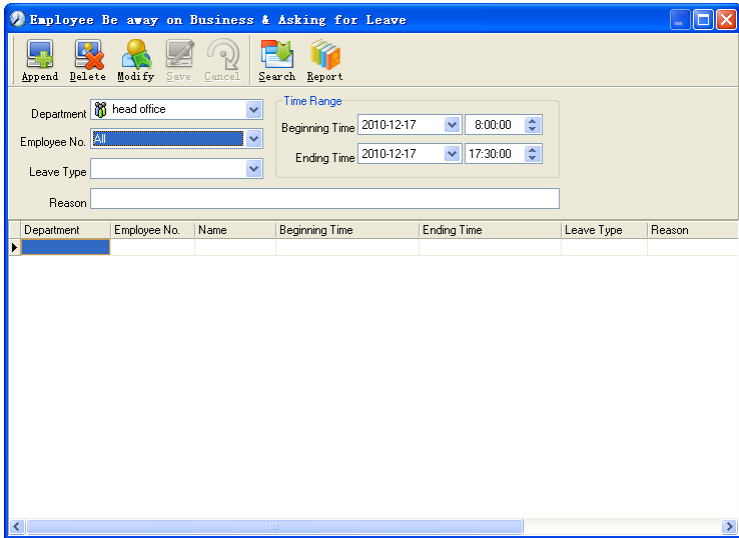 Employee Be away on Business & Asking for Leave
Append Delete Modify Save Cancel Search Report
Department head office
Employee No. All
Leave Type
Reason
Time Range
Beginning Time 2010-12-17 8:00:00
Ending Time 2010-12-17 17:30:00
Department Employee No. Name Beginning Time Ending Time Leave Type Reason